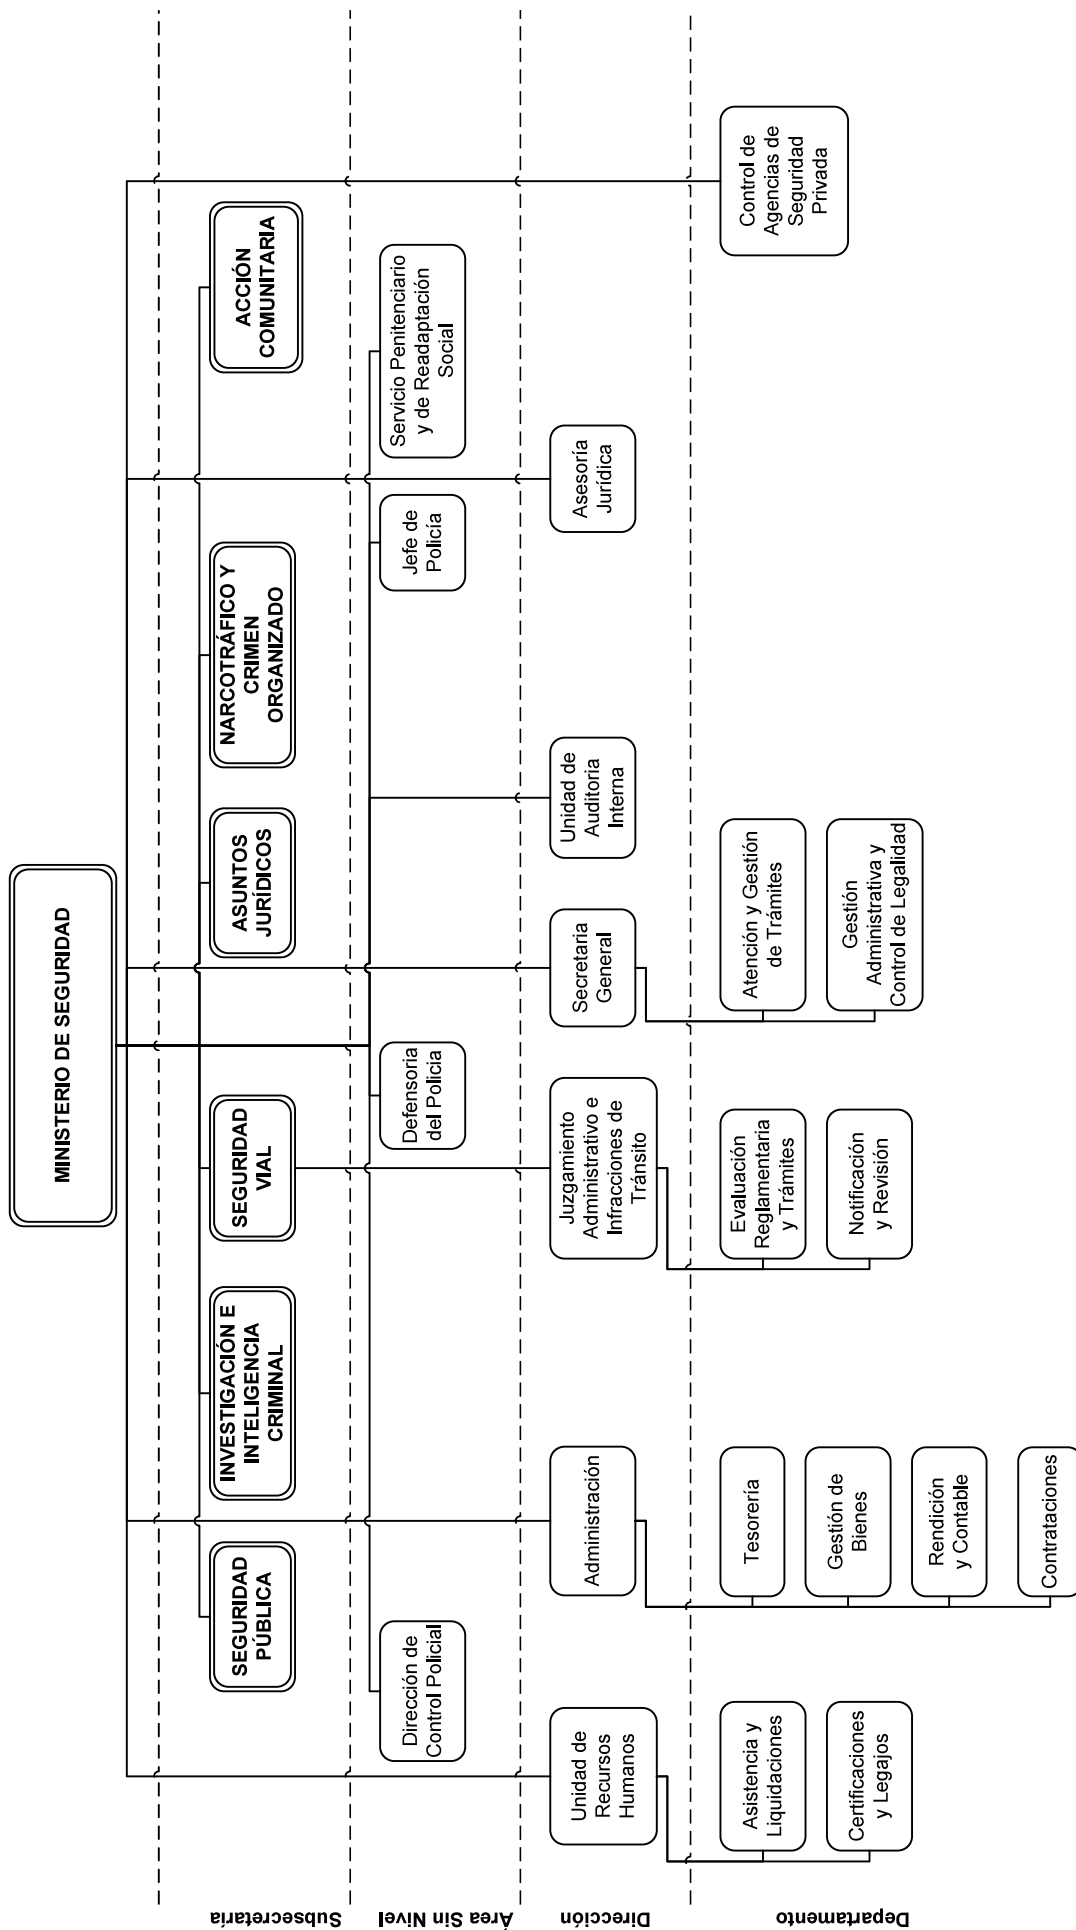 MINISTERIO DE SEGURIDAD
Subsecretaría
SEGURIDAD
PÚBLICA
INVESTIGACIÓN E
INTELIGENCIA
CRIMINAL
SEGURIDAD
VIAL
ASUNTOS
JURÍDICOS
NARCOTRÁFICO Y
CRIMEN
ORGANIZADO
ACCIÓN
COMUNITARIA
Área Sin Nivel
Dirección de
Control Policial
Defensoria
del Policia
Jefe de
Policía
Servicio Penitenciario
y de Readaptación
Social
Dirección
Unidad de
Recursos
Humanos
Administración
Juzgamiento
Administrativo e
Infracciones de
Tránsito
Secretaria
General
Unidad de
Auditoria
Interna
Asesoría
Jurídica
Departamento
Asistencia y
Liquidaciones
Certificaciones
y Legajos
Tesorería
Gestión de
Bienes
Rendición
y Contable
Contrataciones
Evaluación
Reglamentaria
y Trámites
Notificación
y Revisión
Atención y Gestión
de Trámites
Gestión
Administrativa y
Control de Legalidad
Control de
Agencias de
Seguridad
Privada